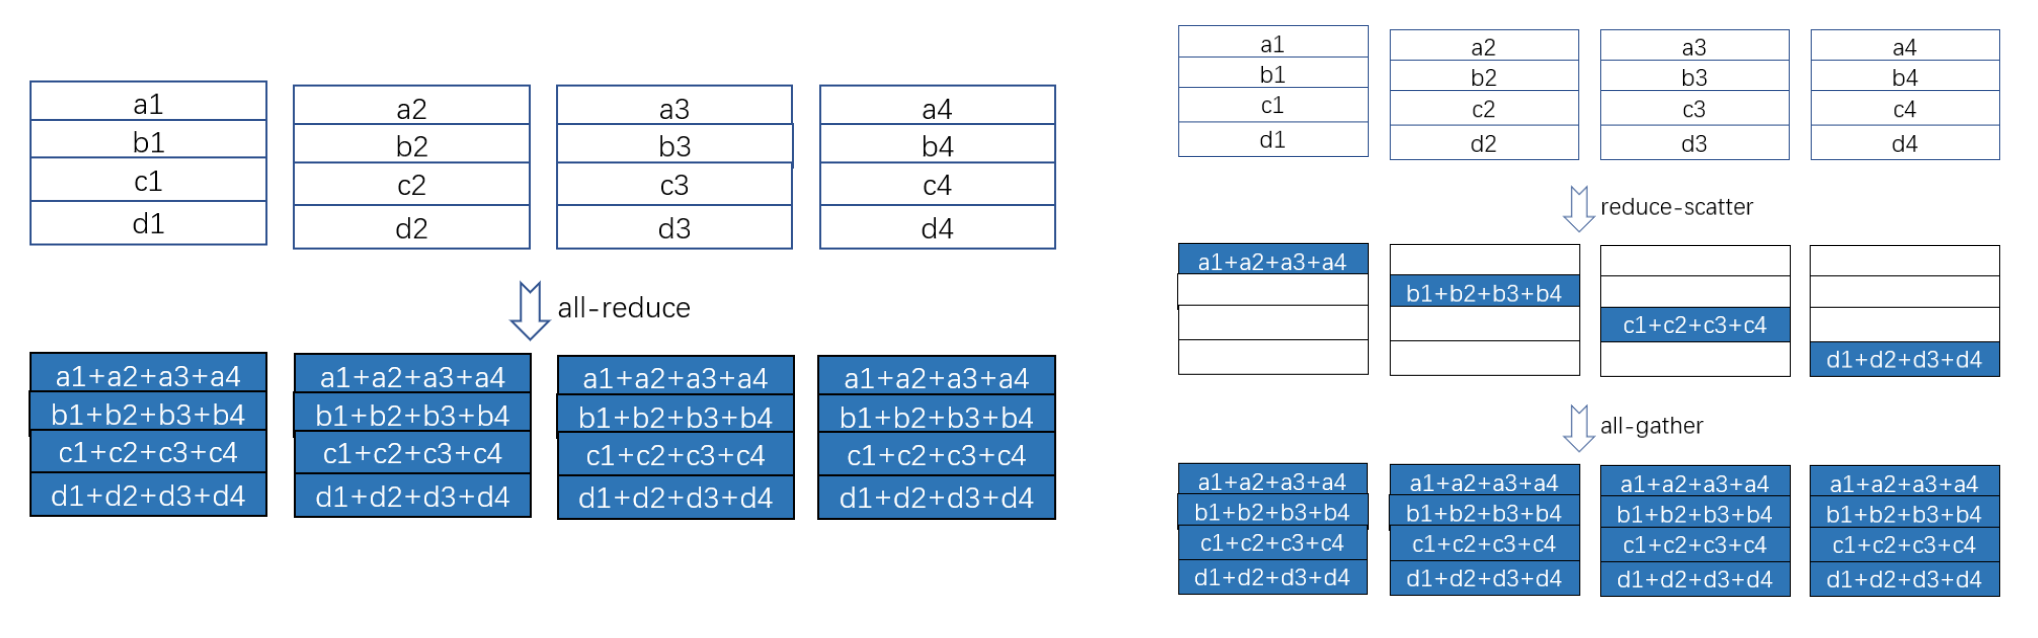 a1
b1
c1
d1
a2
b2
c2
d2
a3
b3
c3
d3
a4
b4
c4
d4
all-reduce
a1+a2+a3+a4
b1+b2+b3+b4
c1+c2+c3+c4
d1+d2+d3+d4
a1+a2+a3+a4
b1+b2+b3+b4
c1+c2+c3+c4
d1+d2+d3+d4
a1+a2+a3+a4
b1+b2+b3+b4
c1+c2+c3+c4
d1+d2+d3+d4
a1+a2+a3+a4
b1+b2+b3+b4
c1+c2+c3+c4
d1+d2+d3+d4
a1
b1
c1
d1
a2
b2
c2
d2
a3
b3
c3
d3
a4
b4
c4
d4
reduce-scatter
a1+a2+a3+a4
b1+b2+b3+b4
c1+c2+c3+c4
d1+d2+d3+d4
all-gather
a1+a2+a3+a4
b1+b2+b3+b4
c1+c2+c3+c4
d1+d2+d3+d4
a1+a2+a3+a4
b1+b2+b3+b4
c1+c2+c3+c4
d1+d2+d3+d4
a1+a2+a3+a4
b1+b2+b3+b4
c1+c2+c3+c4
d1+d2+d3+d4
a1+a2+a3+a4
b1+b2+b3+b4
c1+c2+c3+c4
d1+d2+d3+d4